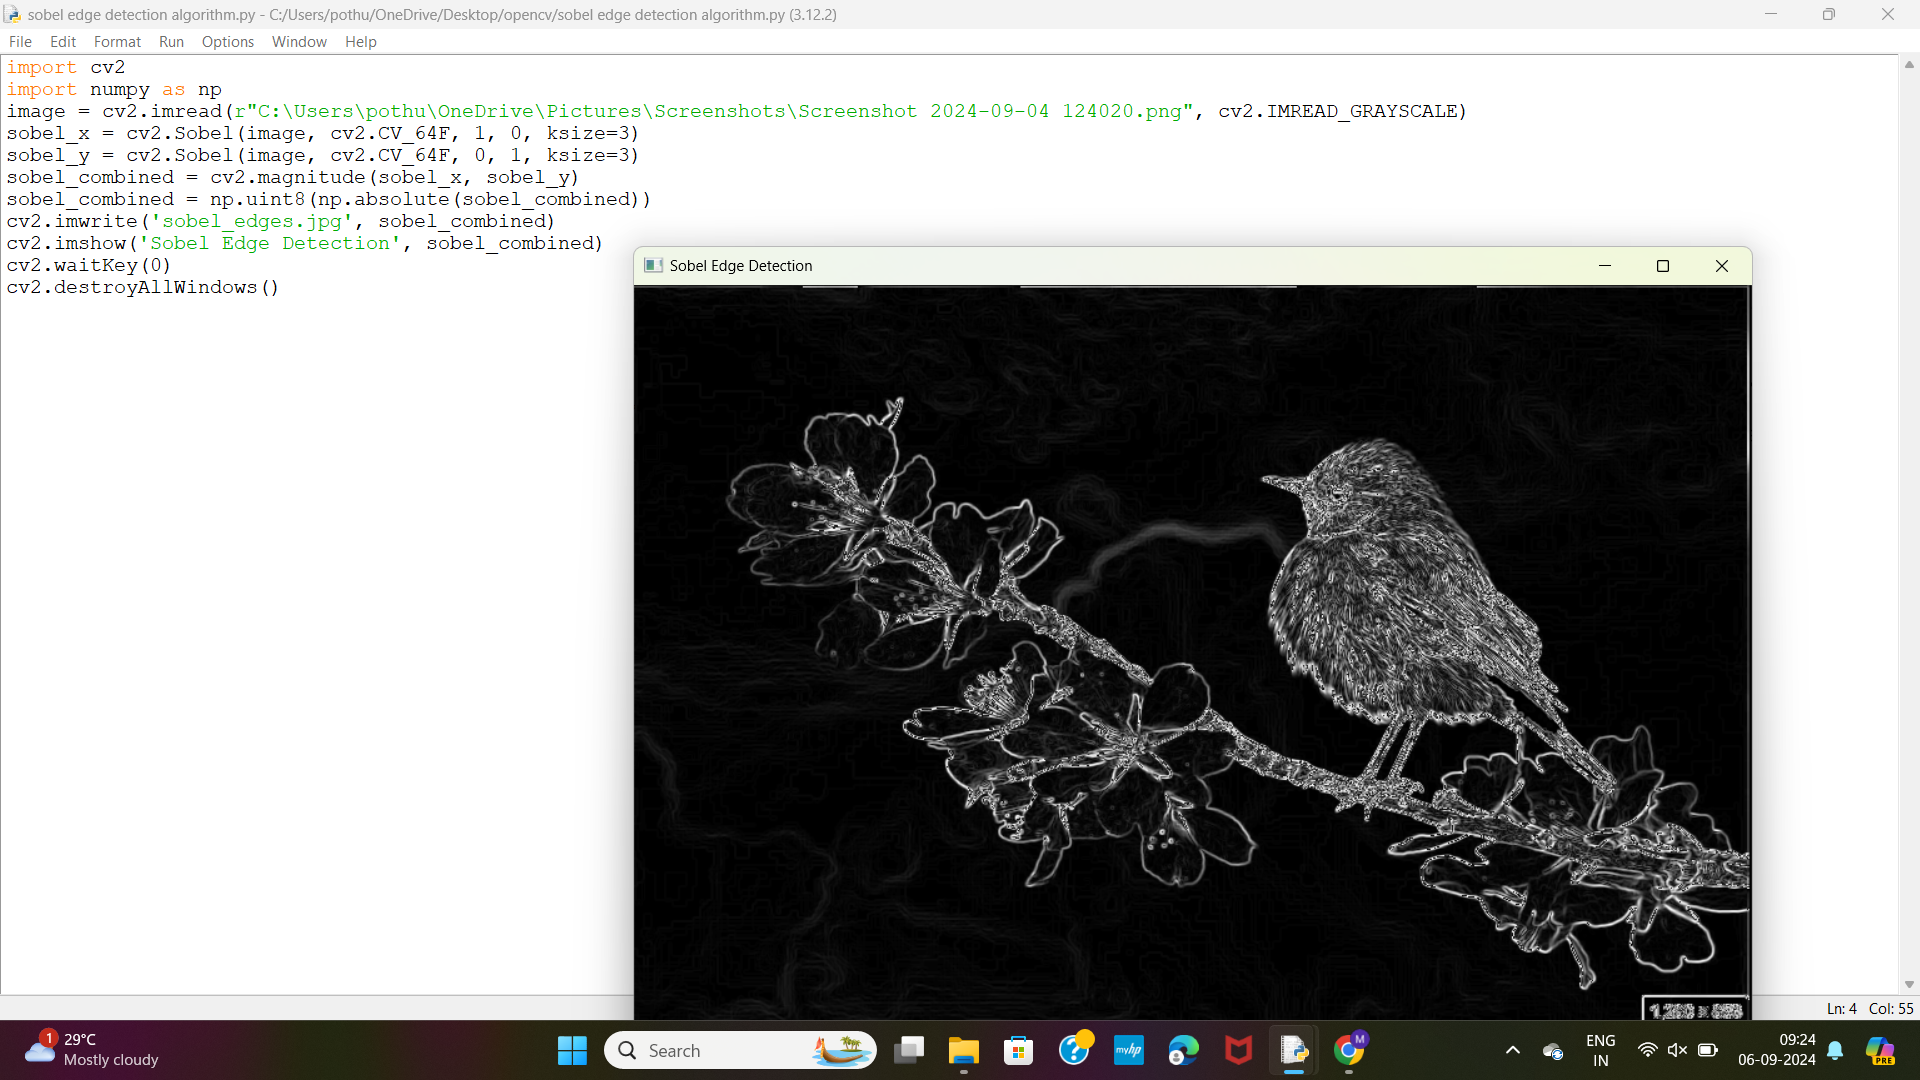 sobel edge detection algorithm.py - C:/Users/pothu/OneDrive/Desktop/opencv/sobel edge detection algorithm.py (3.12.2)
File Edit Format Run Options Window Help
import cv2
import numpy as np
image = cv2.imread(r"C:\Users\pothu\OneDrive\Pictures\Screenshots\Screenshot 2024-09-04 124020.png", cv2.IMREAD_GRAYSCALE)
sobel_x = cv2.Sobel(image, cv2.CV_64F, 1, 0, ksize=3)
sobel_y = cv2.Sobel(image, cv2.CV_64F, 0, 1, ksize=3)
sobel_combined = cv2.magnitude(sobel_x, sobel_y)
sobel_combined = np.uint8(np.absolute(sobel_combined))
cv2.imwrite('sobel_edges.jpg', sobel_combined)
cv2.imshow('Sobel Edge Detection', sobel_combined)
cv2.waitKey(0)
cv2.destroyAllWindows()
Sobel Edge Detection
Ln: 4 Col: 55
1
29°C
Mostly cloudy
Search
myhp
M
ENG
IN
09:24
06-09-2024
PRE